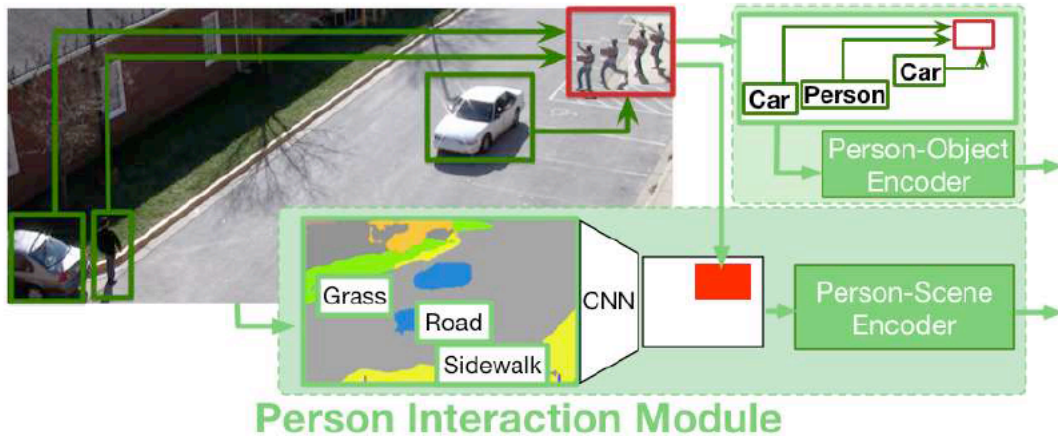 Car
Person
Car
Person-Object
Encoder
Grass
Road
Sidewalk
CNN
Person-Scene
Encoder
Person Interaction Module